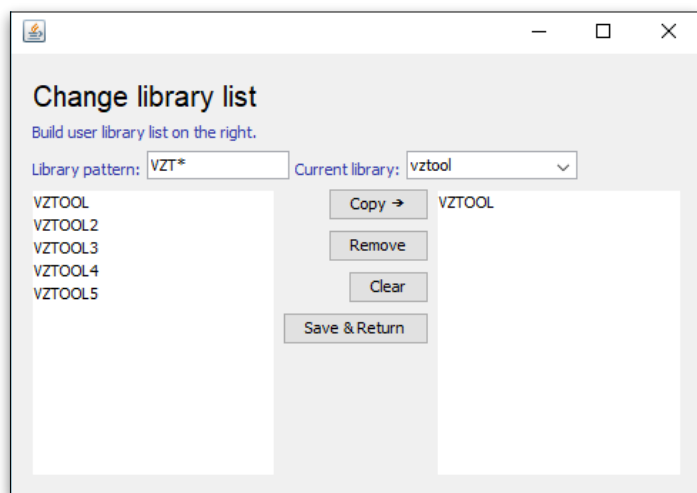 Change library list
Build user library list on the right.
Library pattern: VZT* Current library: vztool
VZTOOL
VZTOOL2
VZTOOL3
VZTOOL4
VZTOOL5
Copy →
Remove
Clear
Save & Return
VZTOOL